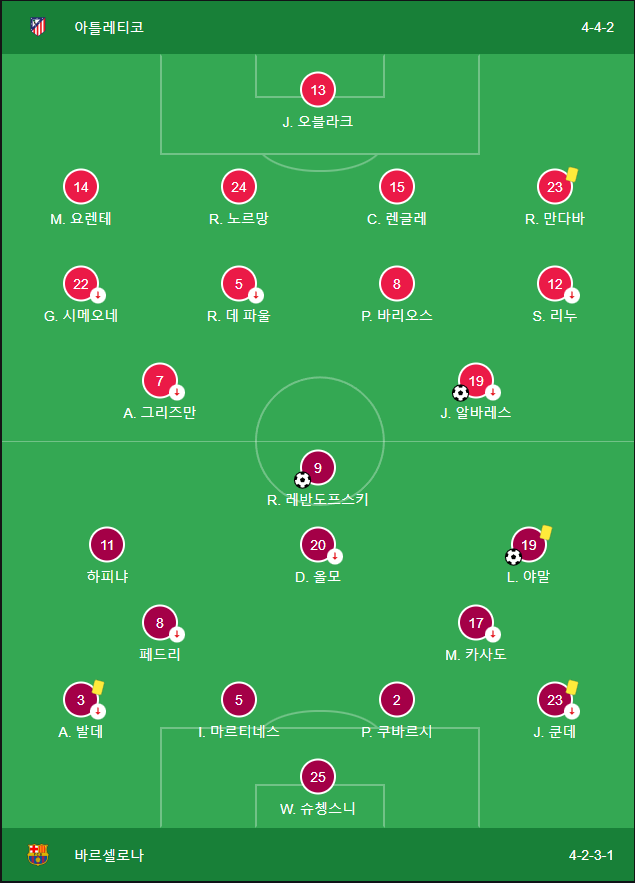 아틀레티코 4-4-2
13
J. 오블라크
14 24 15 23
M. 요렌테 R. 노르망 C. 렌글레 R. 만다바
22 5 8 12
G. 시메오네 R. 데 파울 P. 바리오스 S. 리누
7 19
A. 그리즈만 J. 알바레스
9
R. 레반도프스키
11 20 19
하피냐 D. 올모 L. 야말
8 17
페드리 M. 카사도
3 5 2 23
A. 발데 I. 마르티네스 P. 쿠바르시 J. 쿤데
25
W. 슈쳉스니
바르셀로나 4-2-3-1